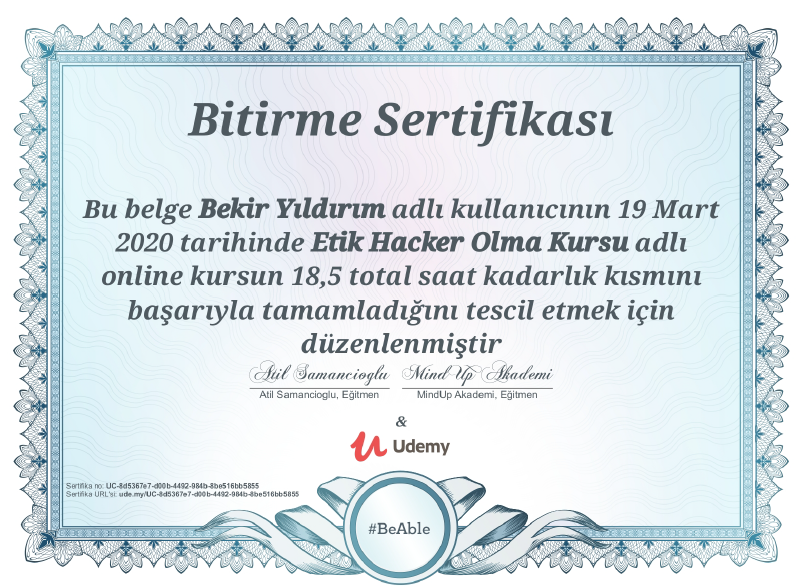 Bitirme Sertifikası
Bu belge Bekir Yıldırım adlı kullanıcının 19 Mart
2020 tarihinde Etik Hacker Olma Kursu adlı
online kursun 18,5 total saat kadarlık kısmını
başarıyla tamamladığını tescil etmek için
düzenlenmiştir
Atil Samancioglu Mind Up Akademi
Atil Samancioglu, Eğitmen MindUp Akademi, Eğitmen
&
Udemy
Sertifika no: UC-8d5367e7-d00b-4492-984b-8be516bb5855
Sertifika URL'si: ude.my/UC-8d5367e7-d00b-4492-984b-8be516bb5855
#BeAble